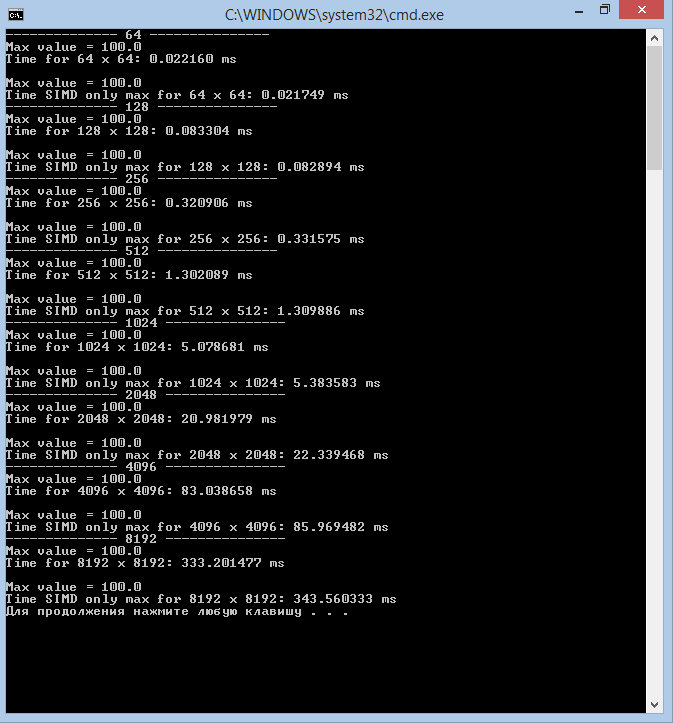 C:\WINDOWS\system32\cmd.exe
-------------- 64 ---------------
Max value = 100.0
Time for 64 x 64: 0.022160 ms
Max value = 100.0
Time SIMD only max for 64 x 64: 0.021749 ms
-------------- 128 ---------------
Max value = 100.0
Time for 128 x 128: 0.083304 ms
Max value = 100.0
Time SIMD only max for 128 x 128: 0.082894 ms
-------------- 256 ---------------
Max value = 100.0
Time for 256 x 256: 0.320906 ms
Max value = 100.0
Time SIMD only max for 256 x 256: 0.331575 ms
-------------- 512 ---------------
Max value = 100.0
Time for 512 x 512: 1.302089 ms
Max value = 100.0
Time SIMD only max for 512 x 512: 1.309886 ms
-------------- 1024 ---------------
Max value = 100.0
Time for 1024 x 1024: 5.078681 ms
Max value = 100.0
Time SIMD only max for 1024 x 1024: 5.383583 ms
-------------- 2048 ---------------
Max value = 100.0
Time for 2048 x 2048: 20.981979 ms
Max value = 100.0
Time SIMD only max for 2048 x 2048: 22.339468 ms
-------------- 4096 ---------------
Max value = 100.0
Time for 4096 x 4096: 83.038658 ms
Max value = 100.0
Time SIMD only max for 4096 x 4096: 85.969482 ms
-------------- 8192 ---------------
Max value = 100.0
Time for 8192 x 8192: 333.201477 ms
Max value = 100.0
Time SIMD only max for 8192 x 8192: 343.560333 ms
Для продолжения нажмите любую клавишу . . .